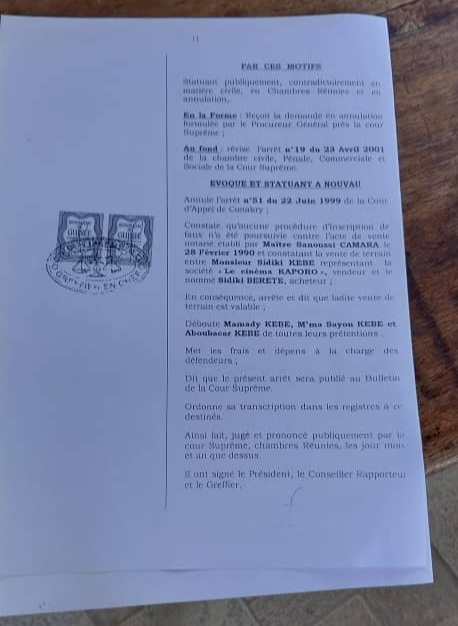 11
PAR CES MOTIFS
Statuant publiquement, contradictoirement en
matière civile, en Chambres Réunies et en
annulation,
En la Forme : Reçoit la demande en annulation
formulée par le Procureur Général près la cour
Suprême ;
Au fond : révise l'arrêt n°19 du 23 Avril 2001
de la chambre civile, Pénale, Commerciale et
Sociale de la Cour Suprême.
EVOQUE ET STATUANT A NOUVAU
Annule l'arrêt n°51 du 22 Juin 1999 de la Cour
d'Appel de Conakry ;
Constate qu'aucune procédure d'inscription de
faux n'a été poursuivie contre l'acte de vente
notarié établi par Maître Sanoussi CAMARA le
28 Février 1990 et constatant la vente de terrain
entre Monsieur Sidiki KEBE représentant la
société « Le cinéma KAPORO », vendeur et le
nommé Sidiki BERETE, acheteur ;
En conséquence, arrête et dit que ladite vente de
terrain est valable ;
Déboute Mamady KEBE, M'ma Sayon KEBE et
Aboubacar KEBE de toutes leurs prétentions .
Met les frais et dépens à la charge des
défendeurs ;
Dit que le présent arrêt sera publié au Bulletin
de la Cour Suprême.
Ordonne sa transcription dans les registres à ce
destinés.
Ainsi fait, jugé et prononcé publiquement par la
cour Suprême, chambres Réunies, les jour mois
et an que dessus.
Il ont signé le Président, le Conseiller Rapporteur
et le Greffier.
GUINÉE
GUINÉE
GREFFIER EN CHEF